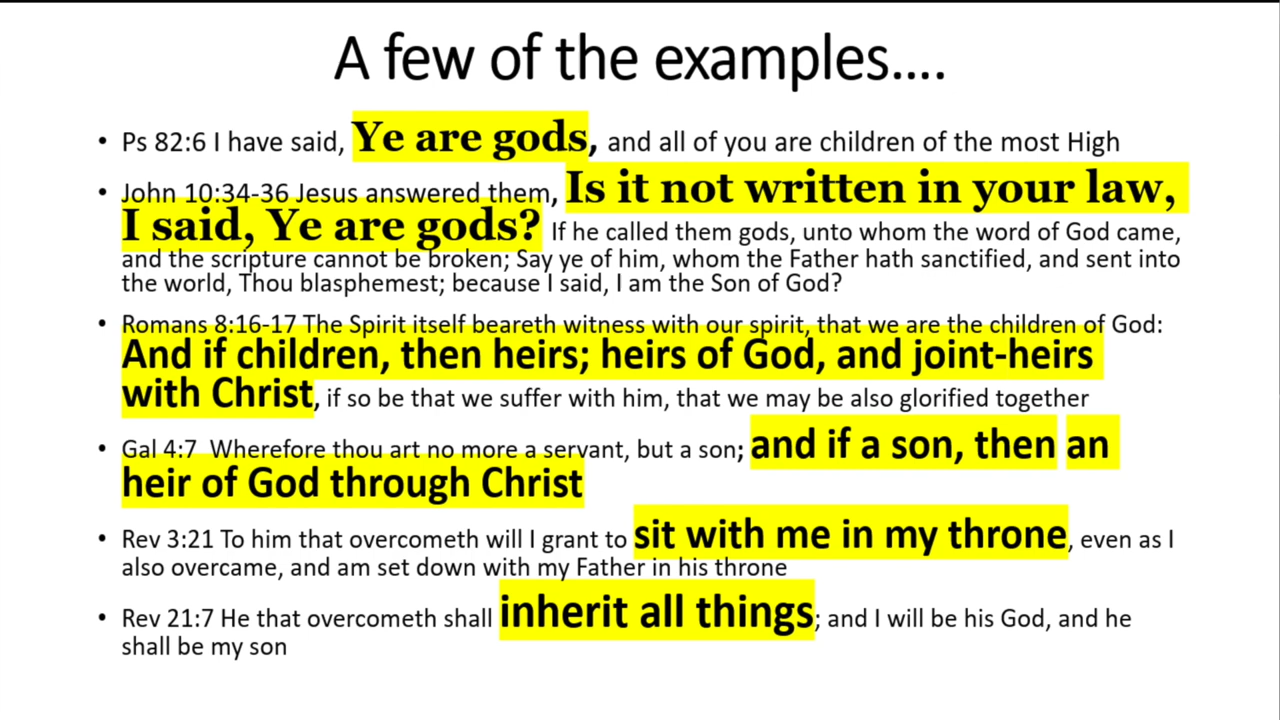 A few of the examples....
• Ps 82:6 I have said, Ye are gods, and all of you are children of the most High
• John 10:34-36 Jesus answered them, Is it not written in your law,
I said, Ye are gods? If he called them gods, unto whom the word of God came,
and the scripture cannot be broken; Say ye of him, whom the Father hath sanctified, and sent into
the world, Thou blasphemest; because I said, I am the Son of God?
• Romans 8:16-17 The Spirit itself beareth witness with our spirit, that we are the children of God:
And if children, then heirs; heirs of God, and joint-heirs
with Christ, if so be that we suffer with him, that we may be also glorified together
• Gal 4:7 Wherefore thou art no more a servant, but a son; and if a son, then an
heir of God through Christ
• Rev 3:21 To him that overcometh will I grant to sit with me in my throne, even as I
also overcame, and am set down with my Father in his throne
• Rev 21:7 He that overcometh shall inherit all things; and I will be his God, and he
shall be my son